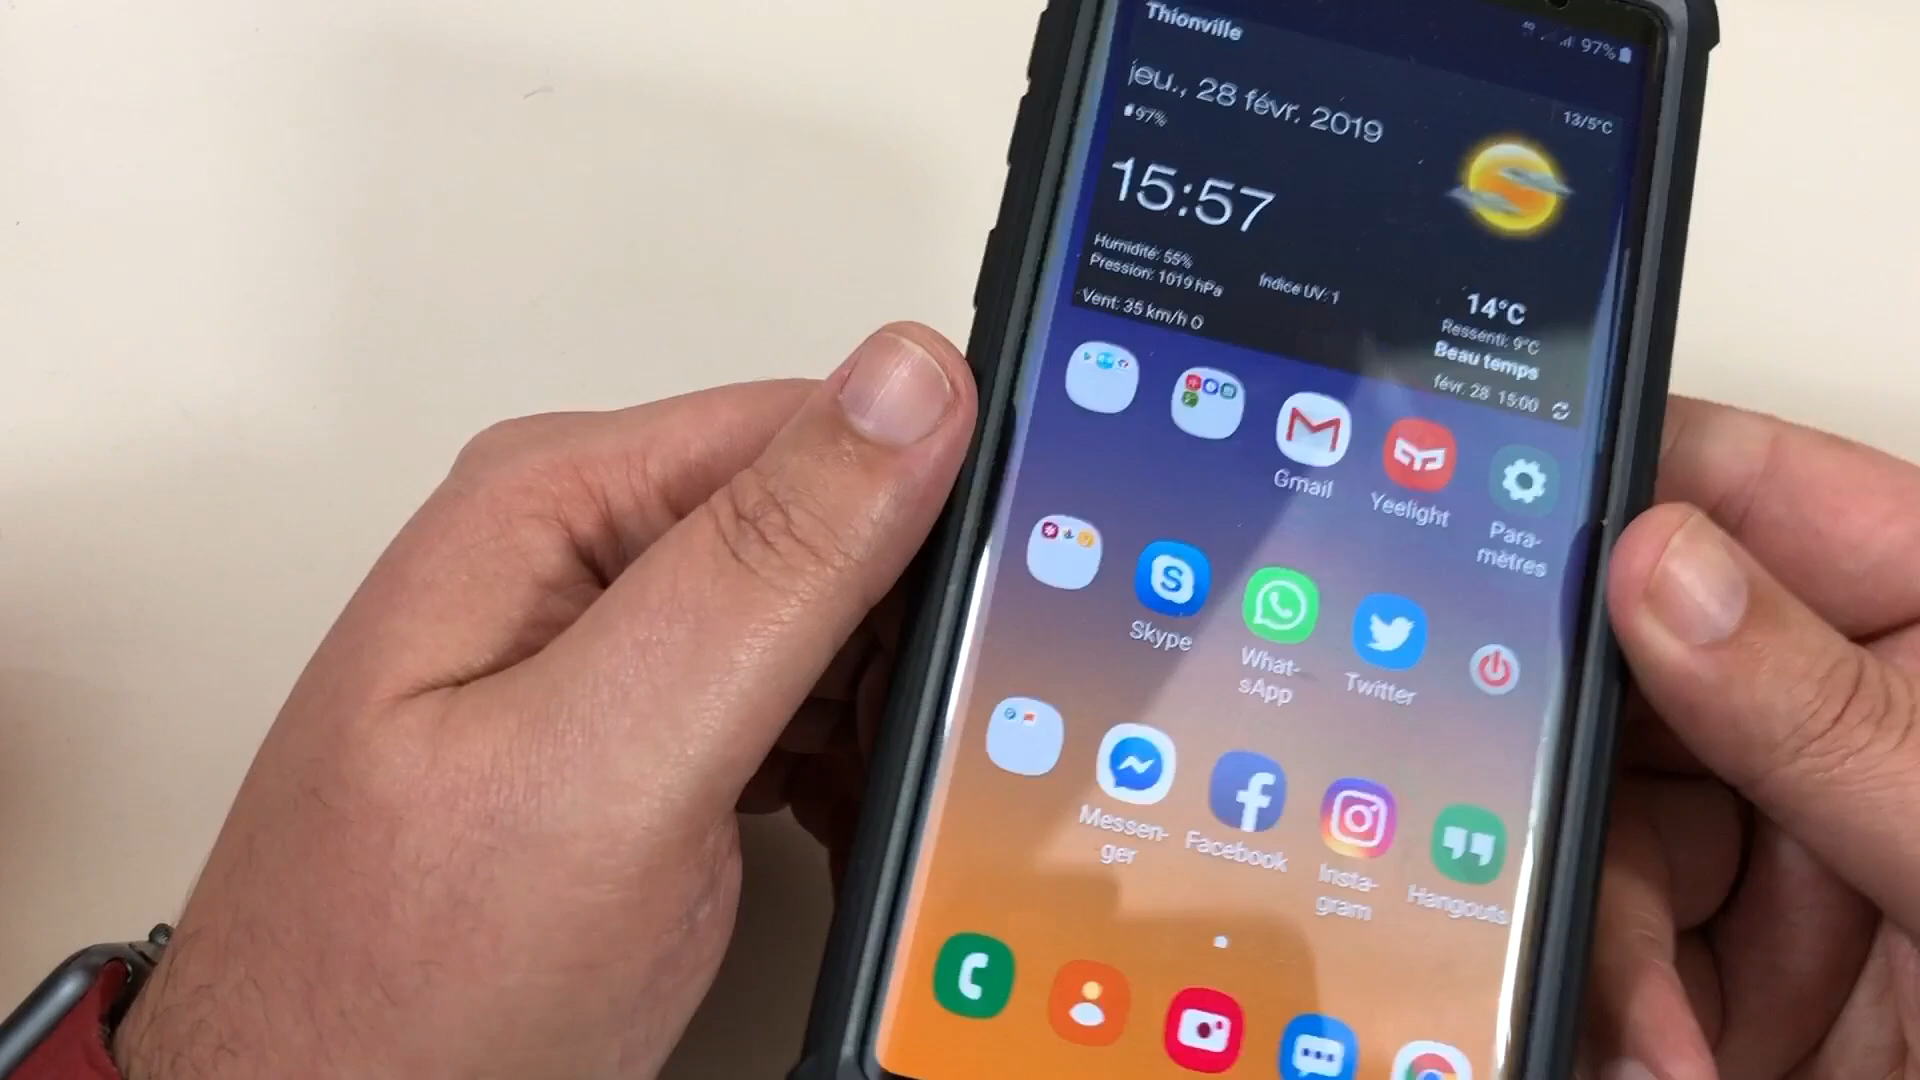 Thionville
4G 97%
jeu., 28 févr. 2019
13/5°C
97%
15:57
Humidité: 55%
Pression: 1019 hPa
Indice UV: 1
Vent: 35 km/h O
14°C
Ressenti: 9°C
Beau temps
févr. 28 15:00
Gmail
Yeelight
Para-
mètres
Skype
What-
sApp
Twitter
Messen-
ger
Facebook
Insta-
gram
Hangouts